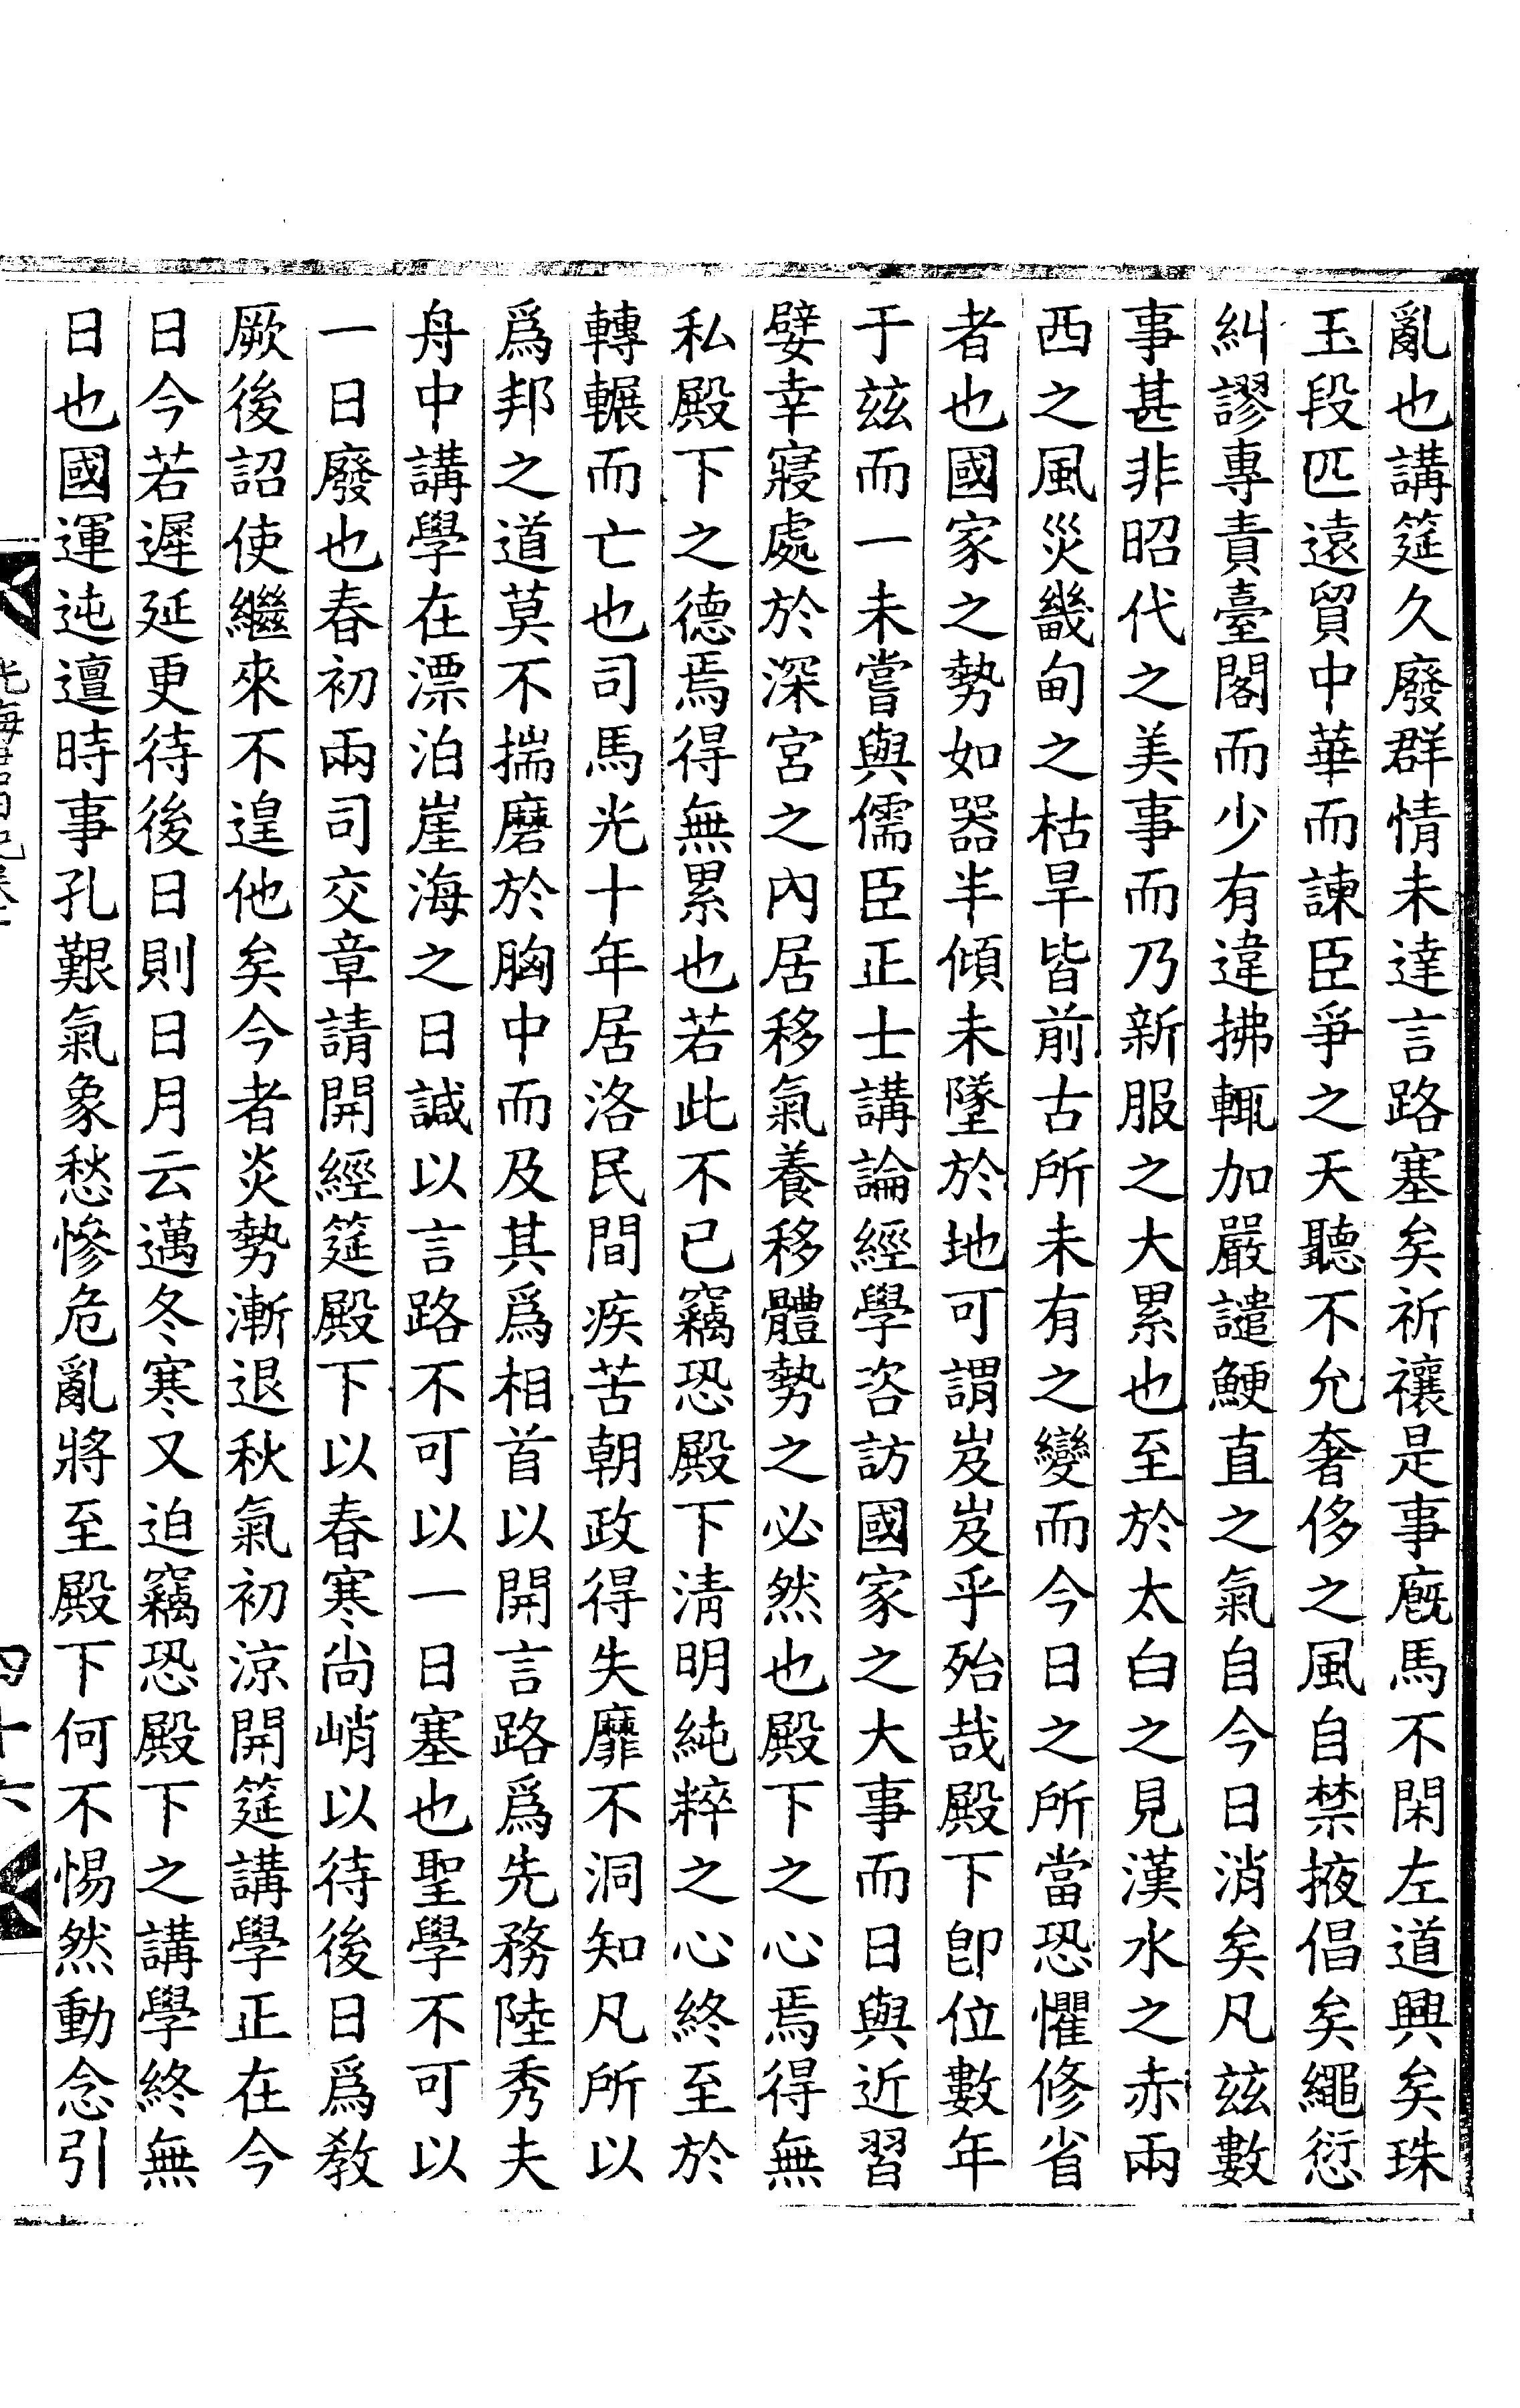 亂也講筵久廢群情未達言路塞矣祈禳是事廐馬不閑左道興矣珠
玉段匹遠貿中華而諫臣爭之天聽不允奢侈之風自禁掖倡矣繩愆
糾謬專責臺閣而少有違拂輒加嚴譴鯁直之氣自今日消矣凡玆數
事甚非昭代之美事而乃新服之大累也至於太白之見漢水之赤兩
西之風災畿甸之枯旱皆前古所未有之變而今日之所當恐懼修省
者也國家之勢如器半傾未墜於地可謂岌岌乎殆哉殿下卽位數年
于玆而一未嘗與儒臣正士講論經學咨訪國家之大事而日與近習
嬖幸寢處於深宮之內居移氣養移體勢之必然也殿下之心焉得無
私殿下之德焉得無累也若此不已竊恐殿下淸明純粹之心終至於
轉輾而亡也司馬光十年居洛民間疾苦朝政得失靡不洞知凡所以
爲邦之道莫不揣磨於胸中而及其爲相首以開言路爲先務陸秀夫
舟中講學在漂泊崖海之日誠以言路不可以一日塞也聖學不可以
一日廢也春初兩司交章請開經筵殿下以春寒尙峭以待後日爲敎
厥後詔使繼來不遑他矣今者炎勢漸退秋氣初涼開筵講學正在今
日今若遲延更待後日則日月云邁冬寒又迫竊恐殿下之講學終無
日也國運迍邅時事孔艱氣象愁慘危亂將至殿下何不惕然動念引
四十六